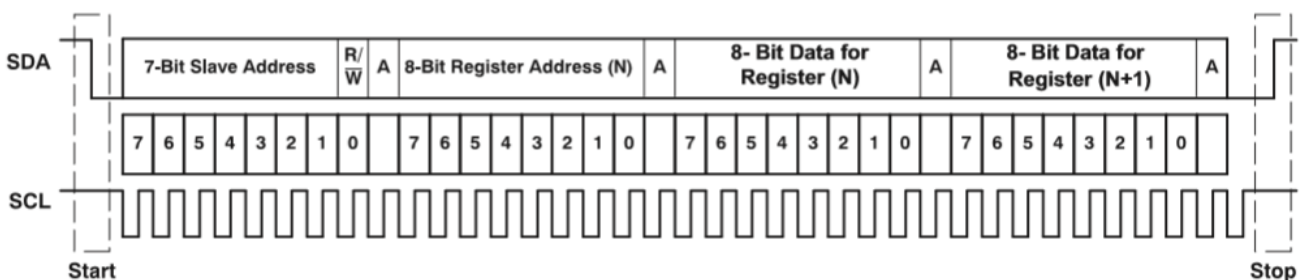 SDA
7-Bit Slave Address
R/
W
A
8-Bit Register Address (N)
A
8- Bit Data for
Register (N)
A
8- Bit Data for
Register (N+1)
A
7 6 5 4 3 2 1 0 7 6 5 4 3 2 1 0 7 6 5 4 3 2 1 0 7 6 5 4 3 2 1 0
SCL
Start
Stop